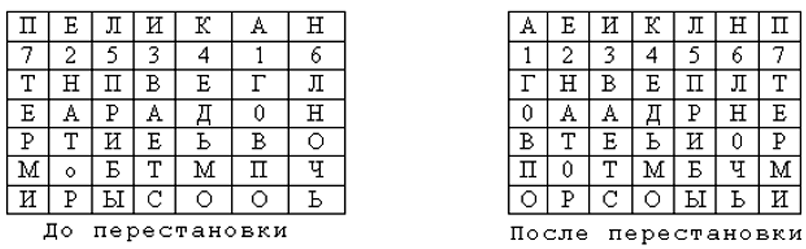 П Е Л И К А Н
7 2 5 3 4 1 6
Т Н П В Е Г Л
Е А Р А Д 0 Н
Р Т И Е Ь В О
М о Б Т М П Ч
И Р Ы С О О Ь
До перестановки
А Е И К Л Н П
1 2 3 4 5 6 7
Г Н В Е П Л Т
0 А А Д Р Н Е
В Т Е Ь И 0 Р
П 0 Т М Б Ч М
О Р С О Ы Ь И
После перестановки